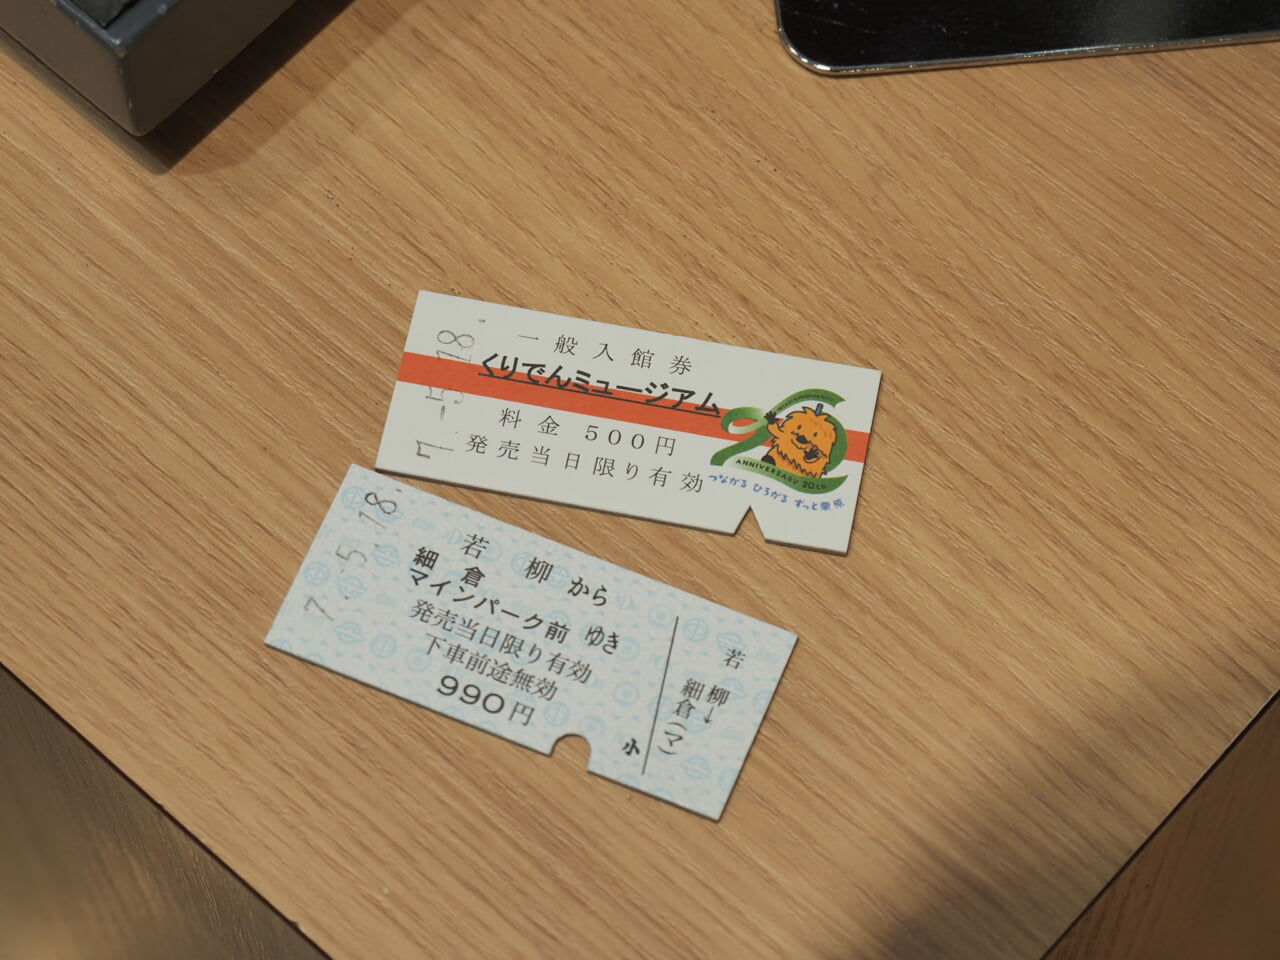 7.-5.18.
一般入館券
くりでんミュージアム
料金 500円
発売当日限り有効
ANNIVERSARY 20th
つながる ひろがる ずっと栗原
7.-5.18.
若柳から
細倉
マインパーク前 ゆき
発売当日限り有効
下車前途無効
990円
小
若柳→
細倉(マ)